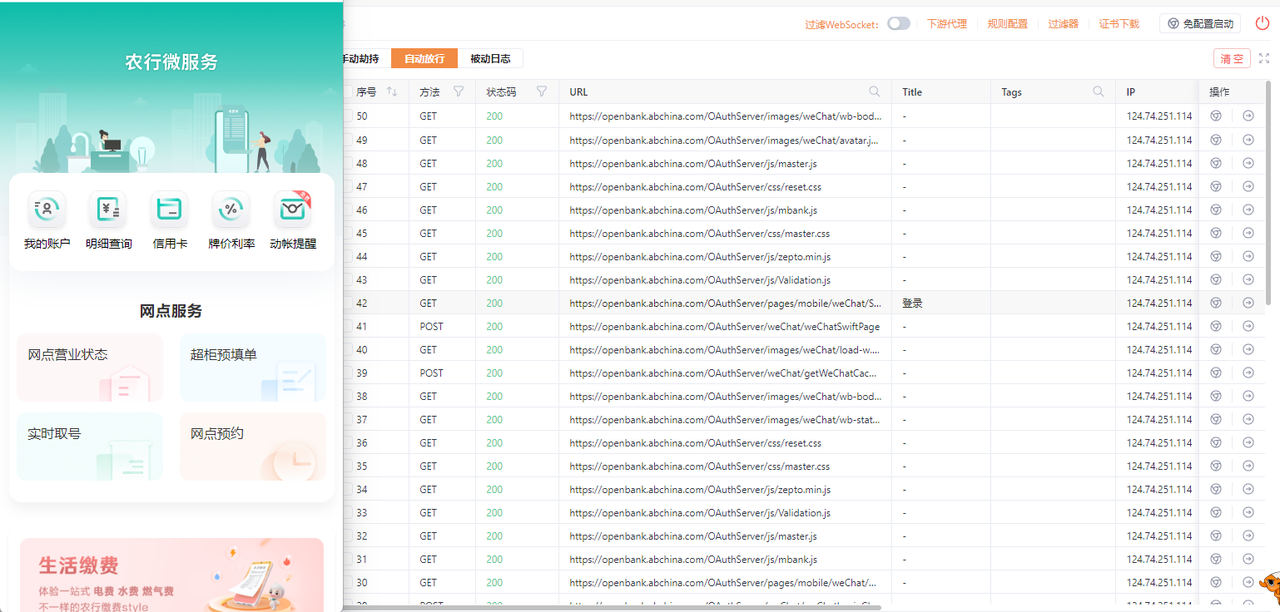 农行微服务
我的账户 明细查询 信用卡 牌价利率 动帐提醒
网点服务
网点营业状态 超柜预填单
实时取号 网点预约
生活缴费
体验一站式 电费 水费 燃气费
不一样的农行缴费style
过滤WebSocket: 下游代理 规则配置 过滤器 证书下载 免配置启动
手动劫持 自动放行 被动日志 清空
序号 方法 状态码 URL Title Tags IP 操作
50 GET 200 https://openbank.abchina.com/OAuthServer/images/weChat/wb-bod... - 124.74.251.114
49 GET 200 https://openbank.abchina.com/OAuthServer/images/weChat/avatar.j... - 124.74.251.114
48 GET 200 https://openbank.abchina.com/OAuthServer/js/master.js - 124.74.251.114
47 GET 200 https://openbank.abchina.com/OAuthServer/css/reset.css - 124.74.251.114
46 GET 200 https://openbank.abchina.com/OAuthServer/js/mbank.js - 124.74.251.114
45 GET 200 https://openbank.abchina.com/OAuthServer/css/master.css - 124.74.251.114
44 GET 200 https://openbank.abchina.com/OAuthServer/js/zepto.min.js - 124.74.251.114
43 GET 200 https://openbank.abchina.com/OAuthServer/js/Validation.js - 124.74.251.114
42 GET 200 https://openbank.abchina.com/OAuthServer/pages/mobile/weChat/S... 登录 124.74.251.114
41 POST 200 https://openbank.abchina.com/OAuthServer/weChat/weChatSwiftPage - 124.74.251.114
40 GET 200 https://openbank.abchina.com/OAuthServer/images/weChat/load-w.... - 124.74.251.114
39 POST 200 https://openbank.abchina.com/OAuthServer/weChat/getWeChatCac... - 124.74.251.114
38 GET 200 https://openbank.abchina.com/OAuthServer/images/weChat/wb-bod... - 124.74.251.114
37 GET 200 https://openbank.abchina.com/OAuthServer/images/weChat/wb-stat... - 124.74.251.114
36 GET 200 https://openbank.abchina.com/OAuthServer/css/reset.css - 124.74.251.114
35 GET 200 https://openbank.abchina.com/OAuthServer/css/master.css - 124.74.251.114
34 GET 200 https://openbank.abchina.com/OAuthServer/js/zepto.min.js - 124.74.251.114
33 GET 200 https://openbank.abchina.com/OAuthServer/js/Validation.js - 124.74.251.114
32 GET 200 https://openbank.abchina.com/OAuthServer/js/master.js - 124.74.251.114
31 GET 200 https://openbank.abchina.com/OAuthServer/js/mbank.js - 124.74.251.114
30 GET 200 https://openbank.abchina.com/OAuthServer/pages/mobile/weChat/... - 124.74.251.114